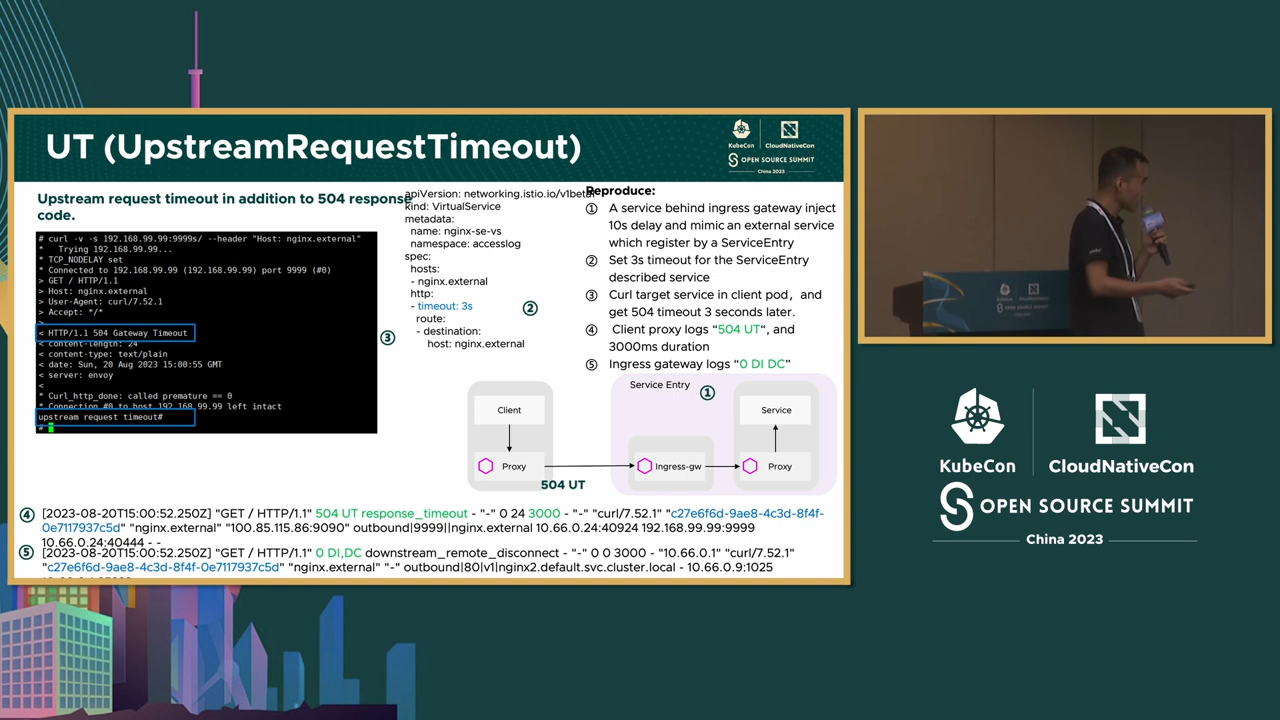 UT (UpstreamRequestTimeout)
KubeCon
CloudNativeCon
OPEN SOURCE SUMMIT
China 2023
Upstream request timeout in addition to 504 response
code.
# curl -v -s 192.168.99.99:9999s/ --header "Host: nginx.external"
* Trying 192.168.99.99...
* TCP_NODELAY set
* Connected to 192.168.99.99 (192.168.99.99) port 9999 (#0)
> GET / HTTP/1.1
> Host: nginx.external
> User-Agent: curl/7.52.1
> Accept: */*
>
< HTTP/1.1 504 Gateway Timeout
< content-length: 24
< content-type: text/plain
< date: Sun, 20 Aug 2023 15:00:55 GMT
< server: envoy
<
* Curl_http_done: called premature == 0
* Connection #0 to host 192.168.99.99 left intact
upstream request timeout#
#
③
apiVersion: networking.istio.io/v1beta1
kind: VirtualService
metadata:
name: nginx-se-vs
namespace: accesslog
spec:
hosts:
- nginx.external
http:
- timeout: 3s
route:
- destination:
host: nginx.external
②
Reproduce:
① A service behind ingress gateway inject
10s delay and mimic an external service
which register by a ServiceEntry
② Set 3s timeout for the ServiceEntry
described service
③ Curl target service in client pod, and
get 504 timeout 3 seconds later.
④ Client proxy logs "504 UT", and
3000ms duration
⑤ Ingress gateway logs "0 DI DC"
Service Entry
①
Client
Proxy
504 UT
Ingress-gw
Service
Proxy
④ [2023-08-20T15:00:52.250Z] "GET / HTTP/1.1" 504 UT response_timeout - "-" 0 24 3000 - "-" "curl/7.52.1" "c27e6f6d-9ae8-4c3d-8f4f-
0e7117937c5d" "nginx.external" "100.85.115.86:9090" outbound|9999||nginx.external 10.66.0.24:40924 192.168.99.99:9999
10.66.0.24:40444 - -
⑤ [2023-08-20T15:00:52.250Z] "GET / HTTP/1.1" 0 DI,DC downstream_remote_disconnect - "-" 0 0 3000 - "10.66.0.1" "curl/7.52.1"
"c27e6f6d-9ae8-4c3d-8f4f-0e7117937c5d" "nginx.external" "-" outbound|80|v1|nginx2.default.svc.cluster.local - 10.66.0.9:1025
KubeCon
CloudNativeCon
OPEN SOURCE SUMMIT
China 2023